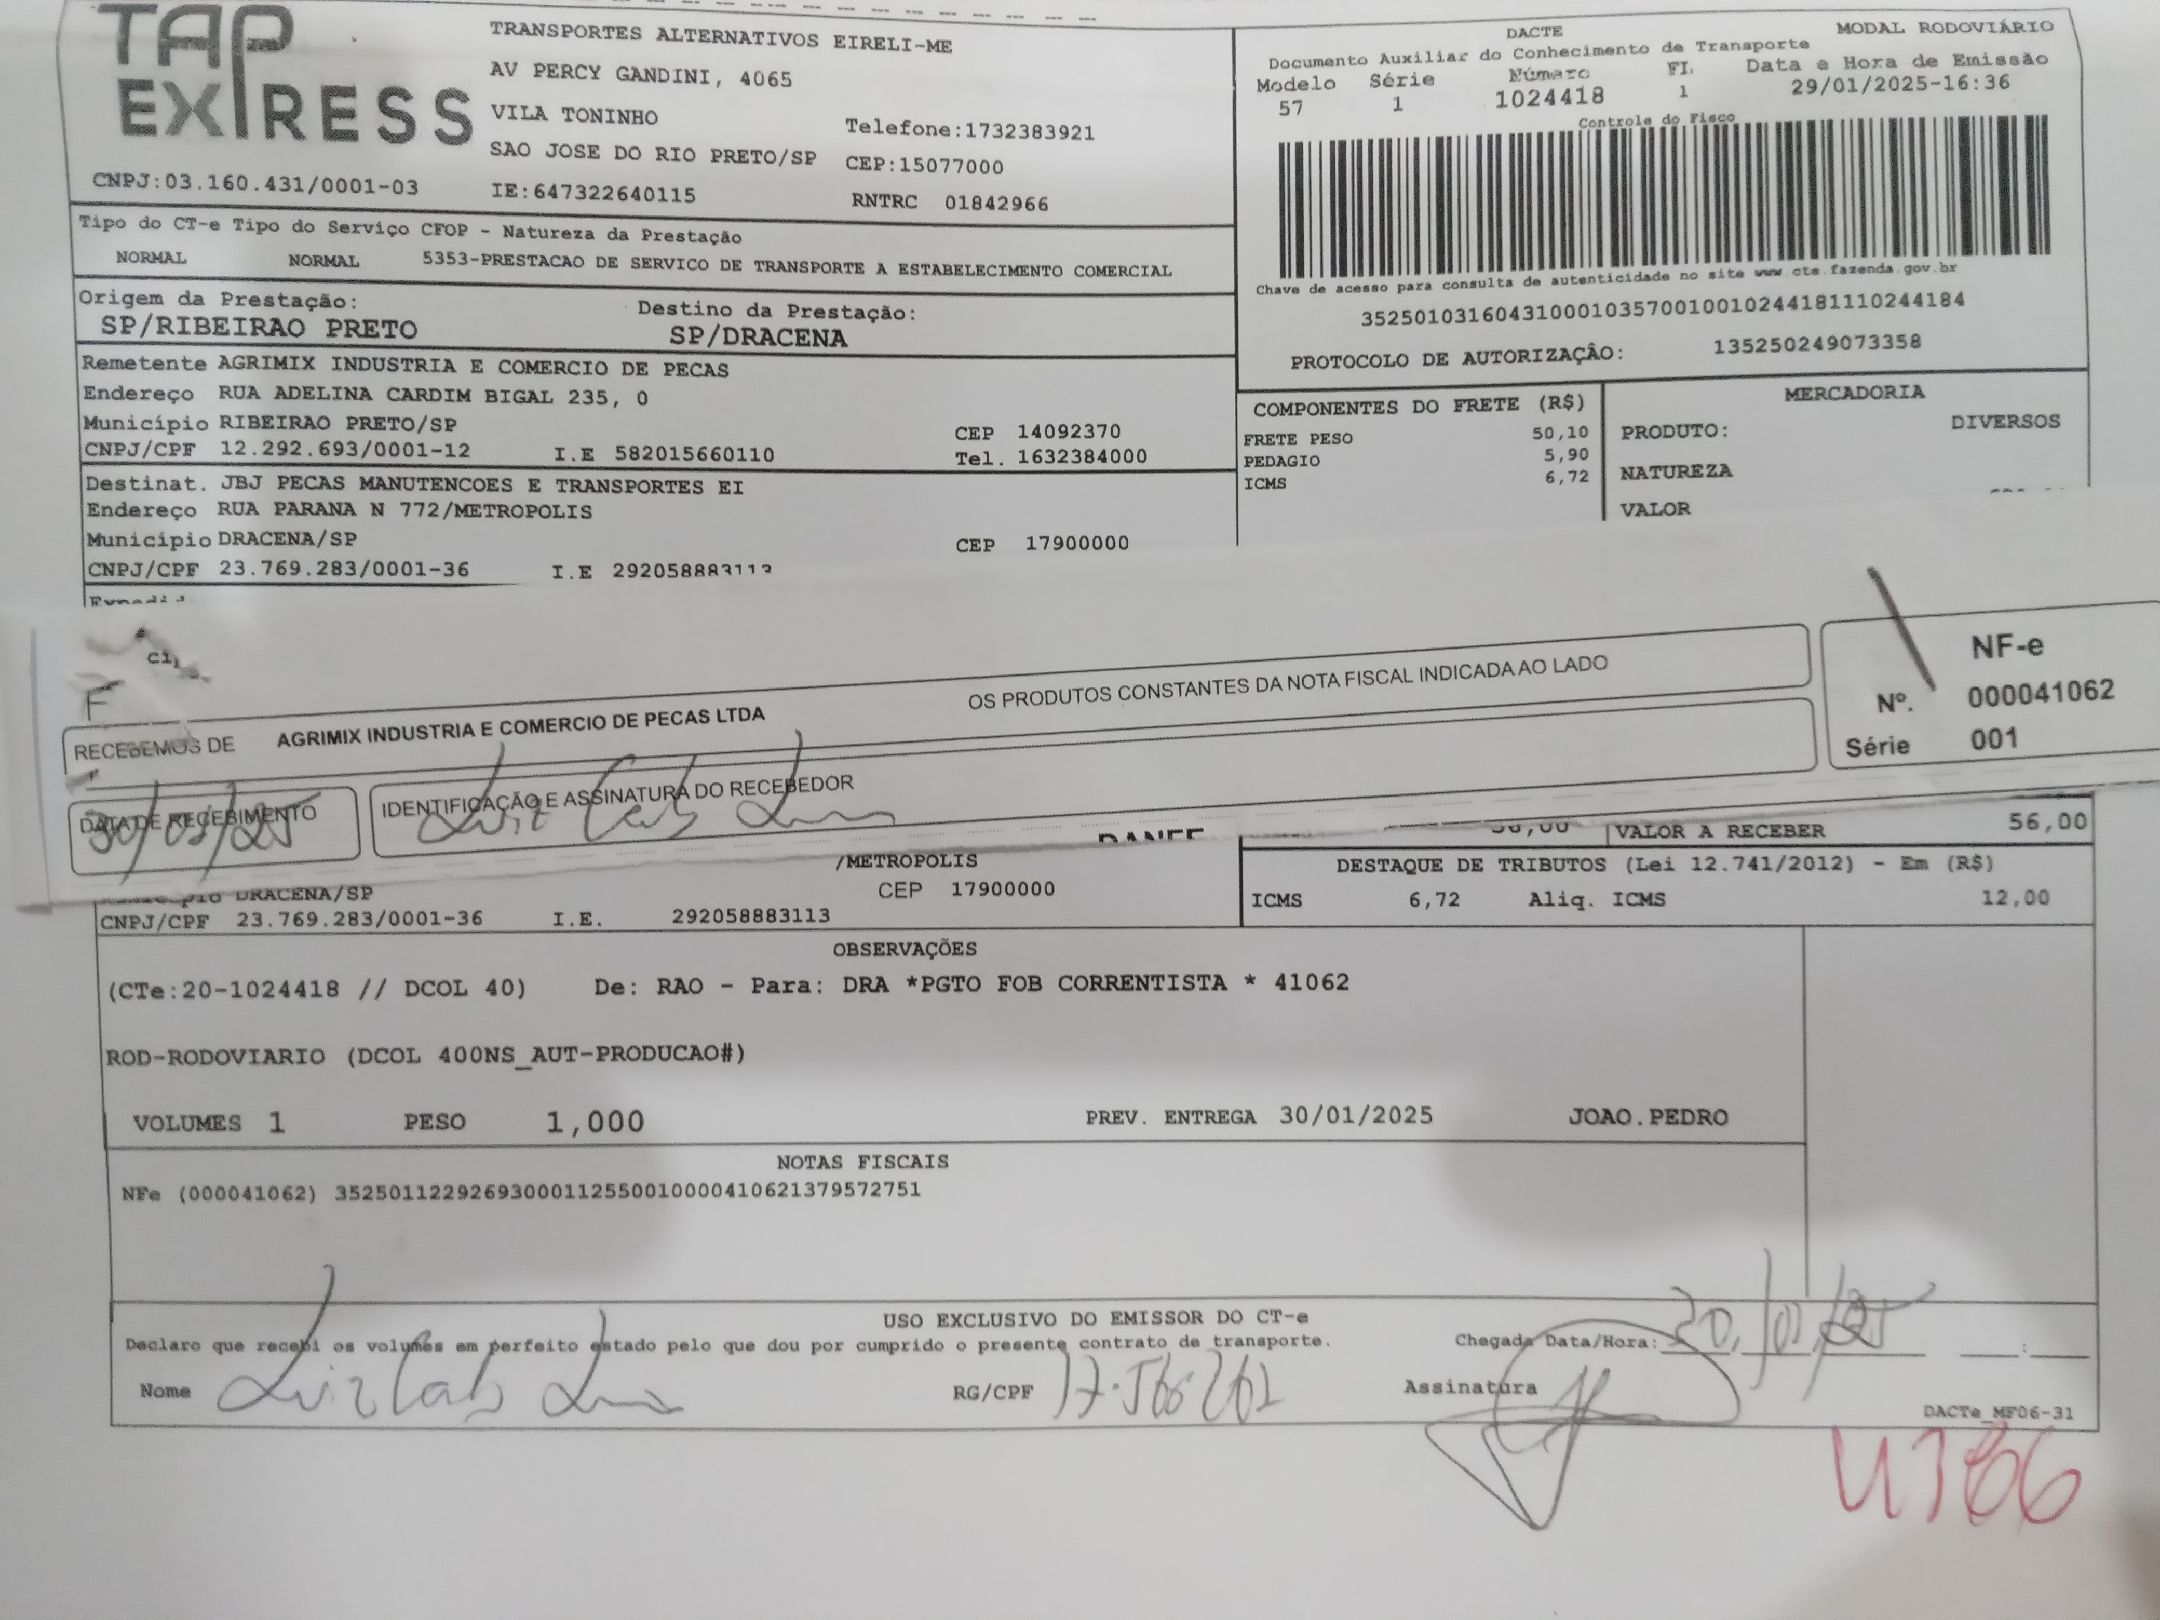 TAP EXPRESS
TRANSPORTES ALTERNATIVOS EIRELI-ME
AV PERCY GANDINI, 4065
VILA TONINHO
Telefone:1732383921
SAO JOSE DO RIO PRETO/SP CEP:15077000
CNPJ:03.160.431/0001-03 IE:647322640115 RNTRC 01842966
DACTE MODAL RODOVIÁRIO
Documento Auxiliar do Conhecimento de Transporte
Modelo Série Número FL Data e Hora de Emissão
57 1 1024418 1 29/01/2025-16:36
Controle do Fisco
Chave de acesso para consulta de autenticidade no site www.cte.fazenda.gov.br
35250103160431000103570010010244181110244184
PROTOCOLO DE AUTORIZAÇÃO: 135250249073358
Tipo do CT-e Tipo do Serviço CFOP - Natureza da Prestação
NORMAL NORMAL 5353-PRESTACAO DE SERVICO DE TRANSPORTE A ESTABELECIMENTO COMERCIAL
Origem da Prestação: Destino da Prestação:
SP/RIBEIRAO PRETO SP/DRACENA
Remetente AGRIMIX INDUSTRIA E COMERCIO DE PECAS
Endereço RUA ADELINA CARDIM BIGAL 235, 0
Município RIBEIRAO PRETO/SP CEP 14092370
CNPJ/CPF 12.292.693/0001-12 I.E 582015660110 Tel. 1632384000
Destinat. JBJ PECAS MANUTENCOES E TRANSPORTES EI
Endereço RUA PARANA N 772/METROPOLIS
Município DRACENA/SP CEP 17900000
CNPJ/CPF 23.769.283/0001-36 I.E 292058883113
COMPONENTES DO FRETE (R$)
FRETE PESO 50,10
PEDAGIO 5,90
ICMS 6,72
MERCADORIA
PRODUTO: DIVERSOS
NATUREZA
VALOR
RECEBEMOS DE AGRIMIX INDUSTRIA E COMERCIO DE PECAS LTDA OS PRODUTOS CONSTANTES DA NOTA FISCAL INDICADA AO LADO
NF-e
Nº. 000041062
Série 001
DATA DE RECEBIMENTO IDENTIFICAÇÃO E ASSINATURA DO RECEBEDOR
30/01/25 Luiz
DANFE
VALOR A RECEBER 56,00
/METROPOLIS
DRACENA/SP CEP 17900000
CNPJ/CPF 23.769.283/0001-36 I.E. 292058883113
DESTAQUE DE TRIBUTOS (Lei 12.741/2012) - Em (R$)
ICMS 6,72 Aliq. ICMS 12,00
OBSERVAÇÕES
(CTe:20-1024418 // DCOL 40) De: RAO - Para: DRA *PGTO FOB CORRENTISTA * 41062
ROD-RODOVIARIO (DCOL 400NS_AUT-PRODUCAO#)
VOLUMES 1 PESO 1,000 PREV. ENTREGA 30/01/2025 JOAO.PEDRO
NOTAS FISCAIS
NFe (000041062) 35250112292693000112550010000410621379572751
USO EXCLUSIVO DO EMISSOR DO CT-e
Declaro que recebi os volumes em perfeito estado pelo que dou por cumprido o presente contrato de transporte.
Chegada Data/Hora: 30/01/25
Nome Luiz RG/CPF Assinatura
DACTe_MF06-31